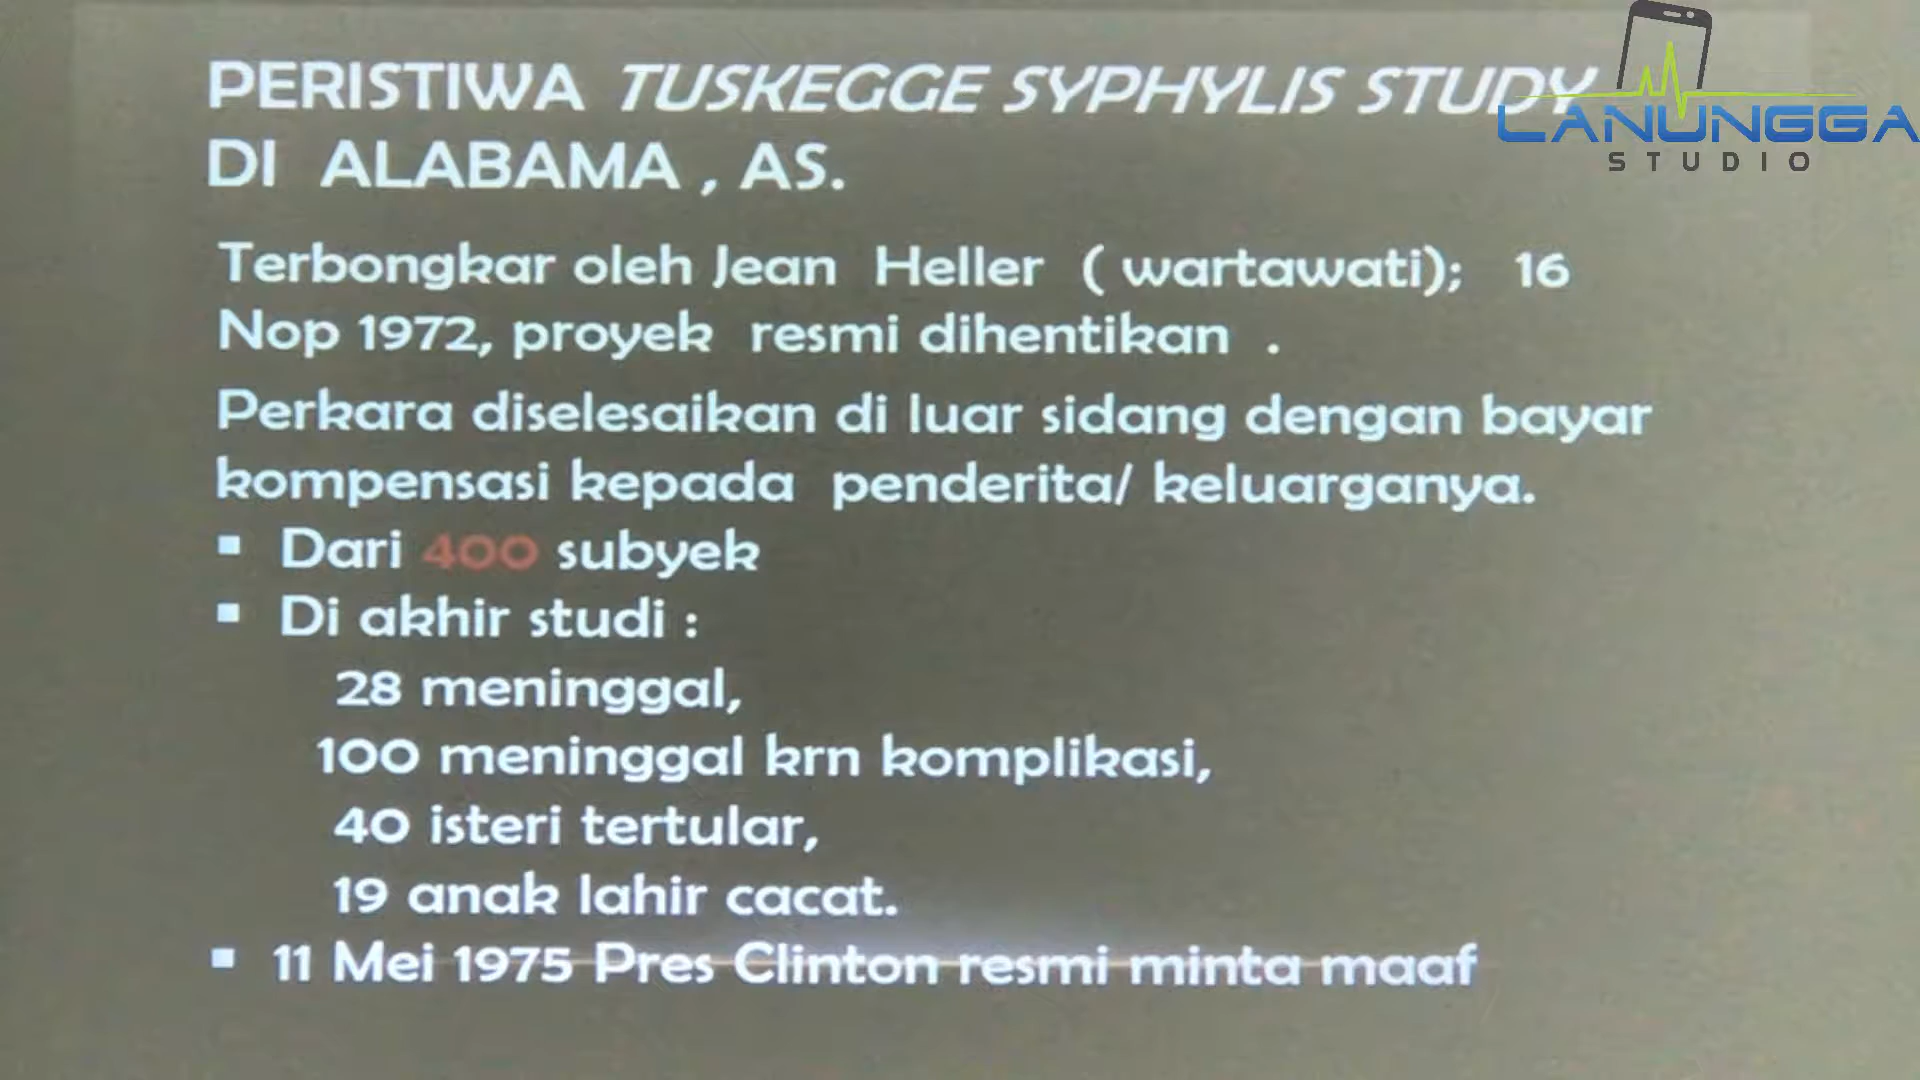 PERISTIWA TUSKEGGE SYPHYLIS STUDY
DI ALABAMA , AS.
LANUNGGA
STUDIO
Terbongkar oleh Jean Heller ( wartawati); 16
Nop 1972, proyek resmi dihentikan .
Perkara diselesaikan di luar sidang dengan bayar
kompensasi kepada penderita/ keluarganya.
▪ Dari 400 subyek
▪ Di akhir studi :
28 meninggal,
100 meninggal krn komplikasi,
40 isteri tertular,
19 anak lahir cacat.
▪ 11 Mei 1975 Pres Clinton resmi minta maaf